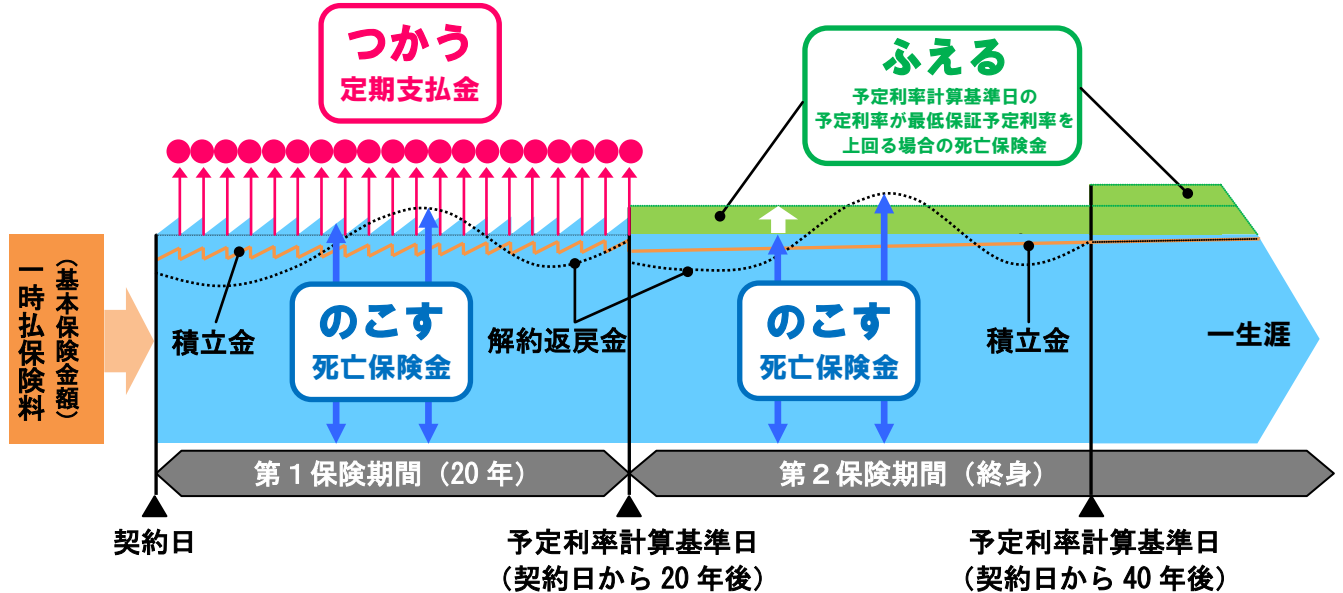 つかう
定期支払金
ふえる
予定利率計算基準日の
予定利率が最低保証予定利率を
上回る場合の死亡保険金
一時払保険料
（基本保険金額）
積立金
のこす
死亡保険金
解約返戻金
のこす
死亡保険金
積立金
一生涯
第１保険期間（20年）
第２保険期間（終身）
契約日
予定利率計算基準日
（契約日から20年後）
予定利率計算基準日
（契約日から40年後）